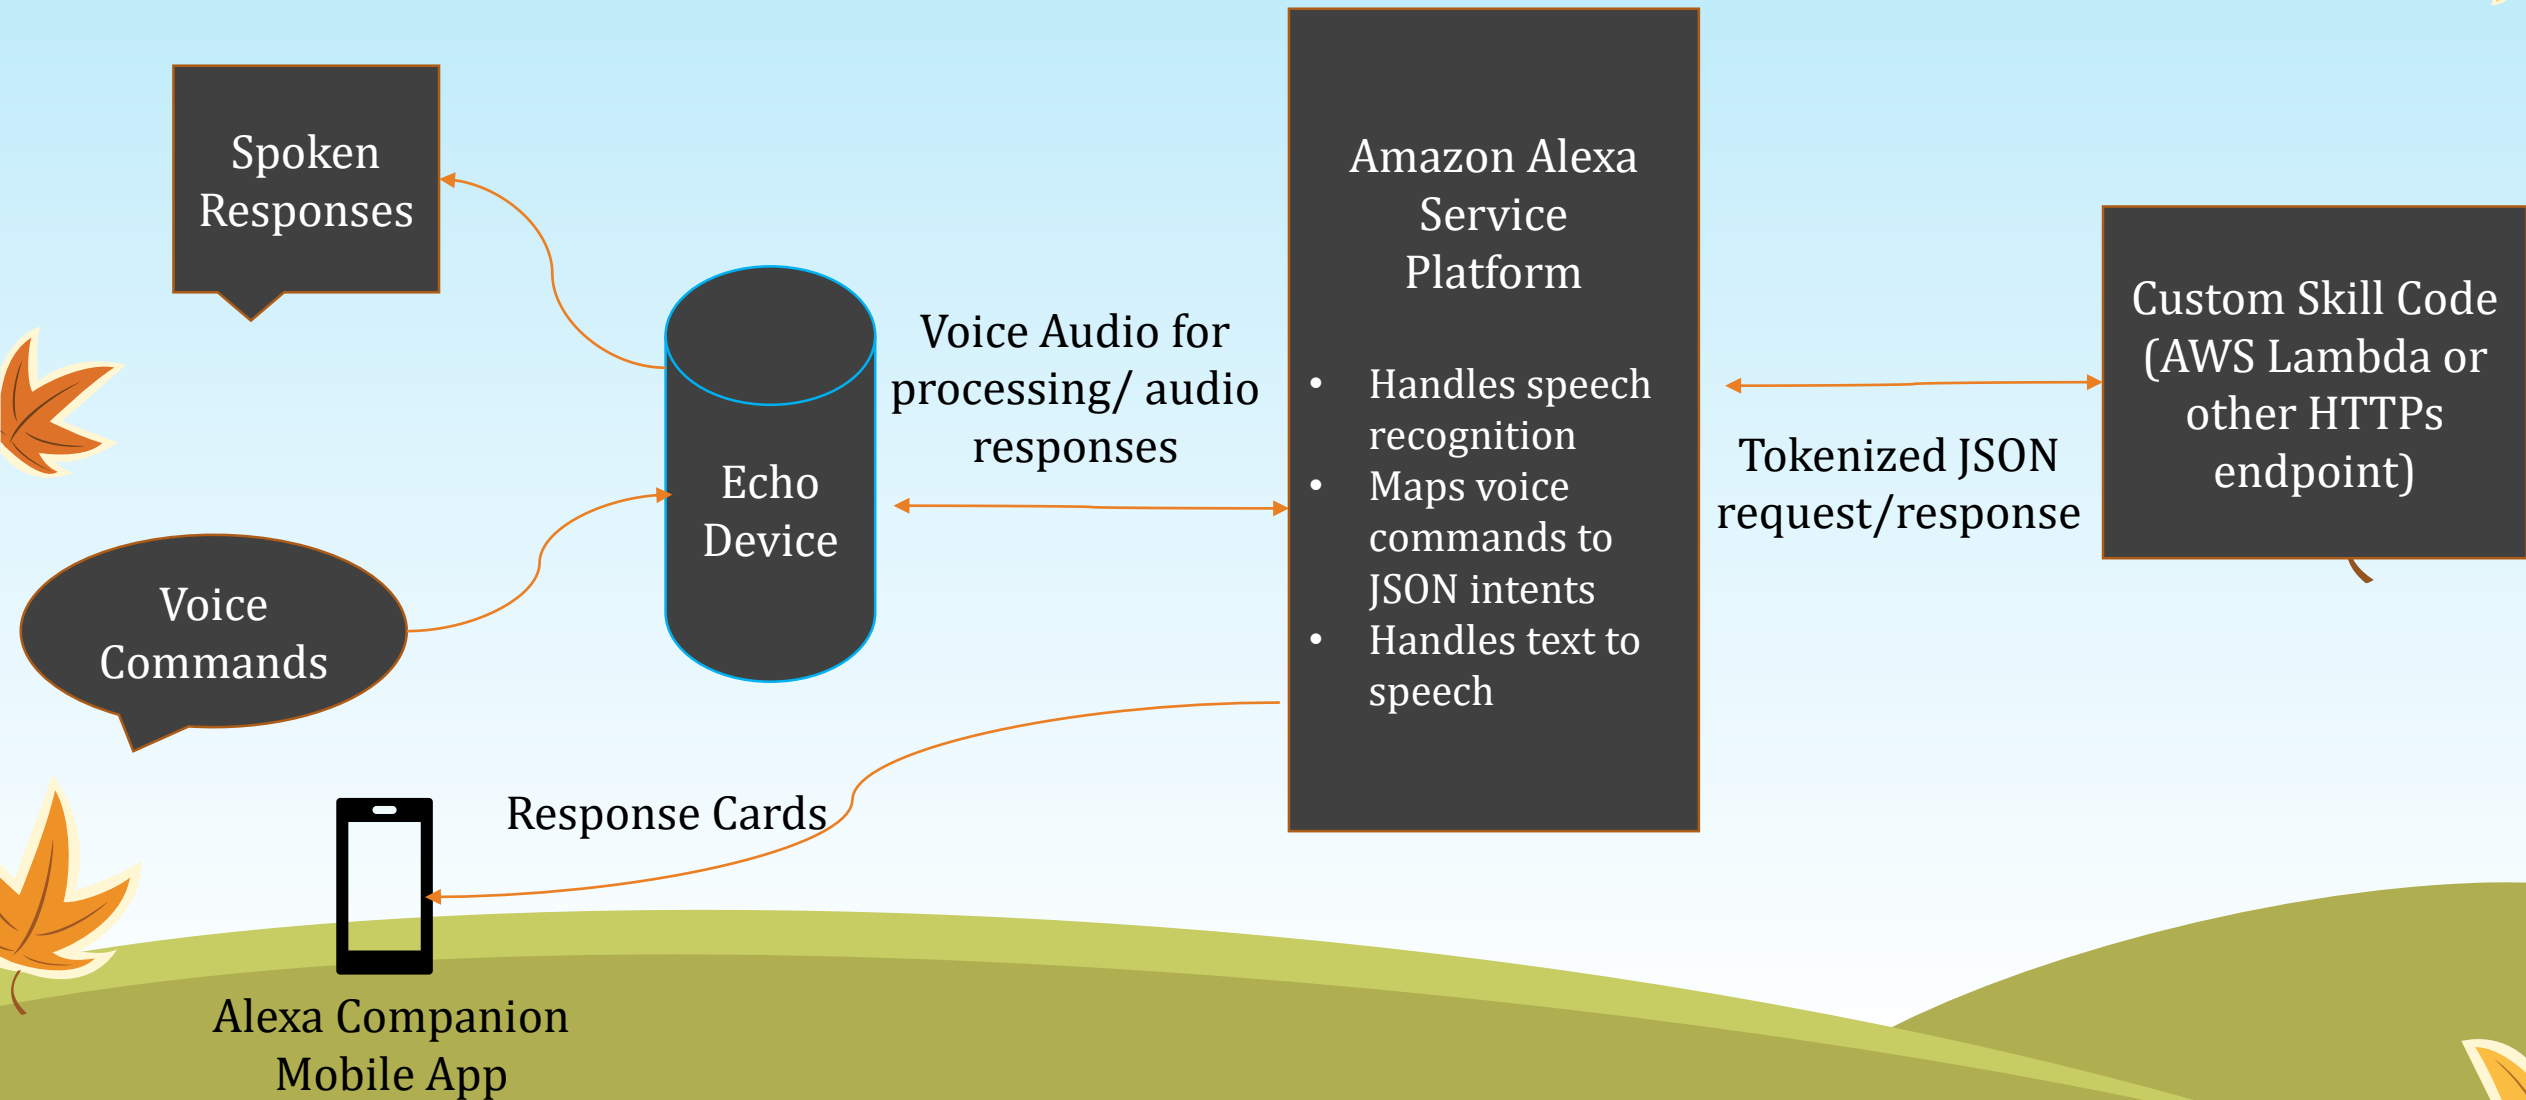 Spoken
Responses
Voice
Commands
Echo
Device
Voice Audio for
processing/ audio
responses
Amazon Alexa
Service
Platform
• Handles speech
recognition
• Maps voice
commands to
JSON intents
• Handles text to
speech
Tokenized JSON
request/response
Custom Skill Code
(AWS Lambda or
other HTTPs
endpoint)
Response Cards
Alexa Companion
Mobile App